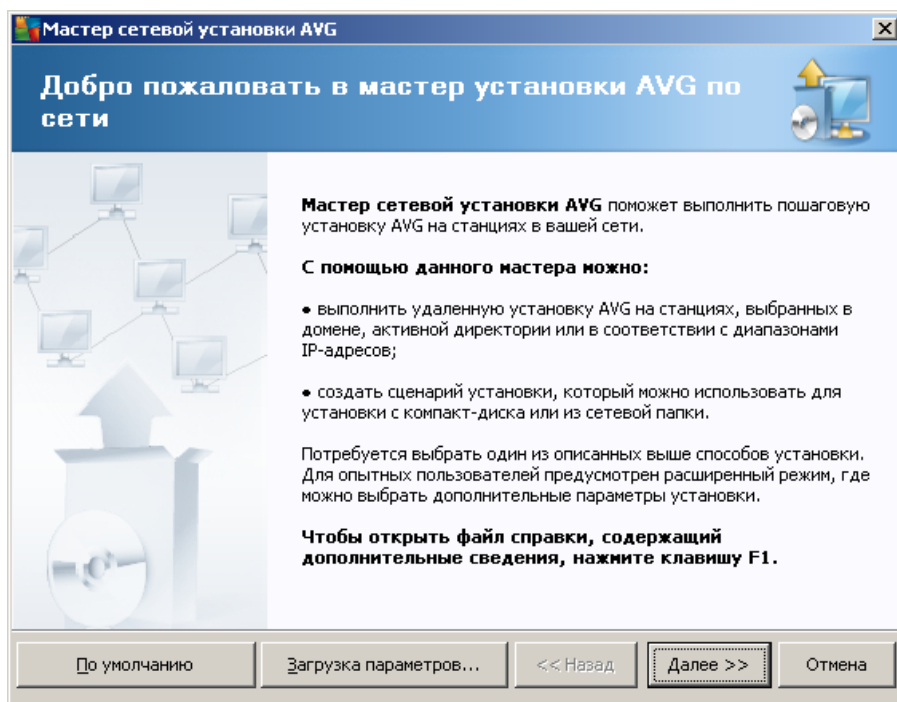 Мастер сетевой установки AVG
Добро пожаловать в мастер установки AVG по
сети
Мастер сетевой установки AVG поможет выполнить пошаговую
установку AVG на станциях в вашей сети.
С помощью данного мастера можно:
• выполнить удаленную установку AVG на станциях, выбранных в
домене, активной директории или в соответствии с диапазонами
IP-адресов;
• создать сценарий установки, который можно использовать для
установки с компакт-диска или из сетевой папки.
Потребуется выбрать один из описанных выше способов установки.
Для опытных пользователей предусмотрен расширенный режим, где
можно выбрать дополнительные параметры установки.
Чтобы открыть файл справки, содержащий
дополнительные сведения, нажмите клавишу F1.
По умолчанию Загрузка параметров... << Назад Далее >> Отмена